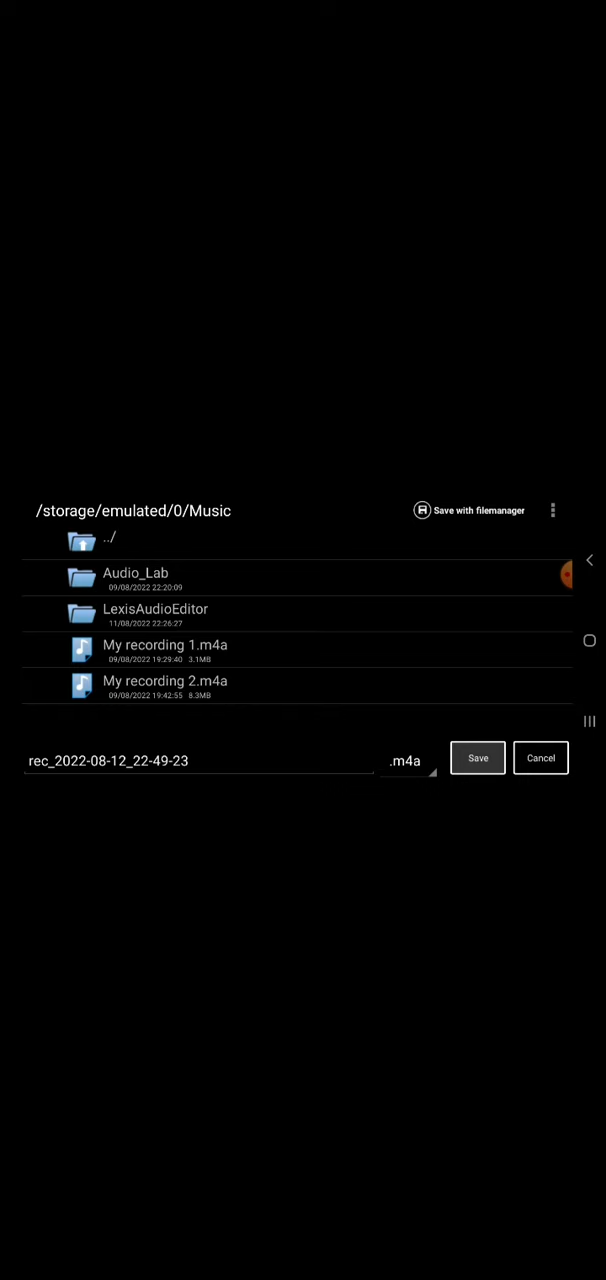 /storage/emulated/0/Music
Save with filemanager
../
Audio_Lab
09/08/2022 22:20:09
LexisAudioEditor
11/08/2022 22:26:27
My recording 1.m4a
09/08/2022 19:29:40 3.1MB
My recording 2.m4a
09/08/2022 19:42:55 8.3MB
rec_2022-08-12_22-49-23
.m4a
Save
Cancel